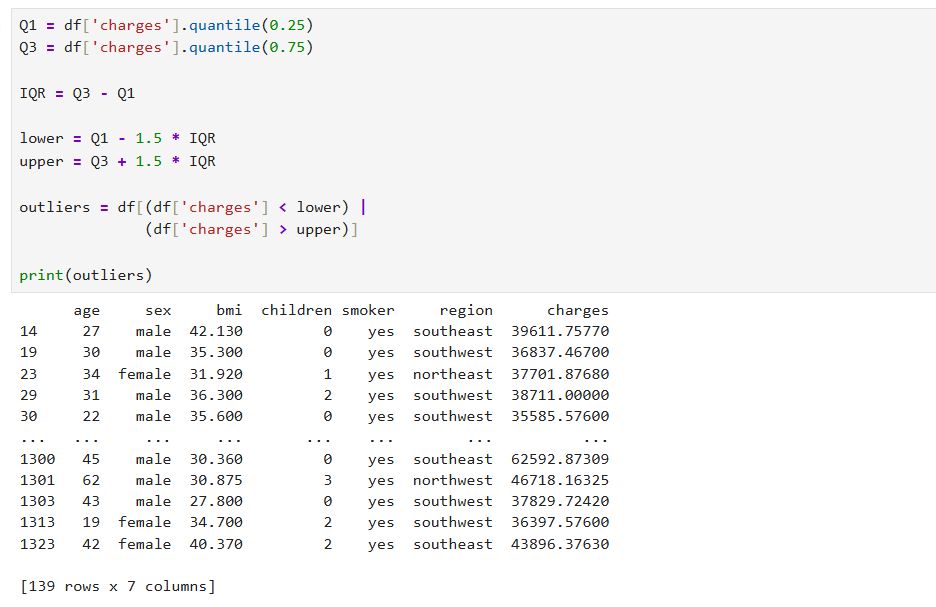 Q1 = df['charges'].quantile(0.25)
Q3 = df['charges'].quantile(0.75)

IQR = Q3 - Q1

lower = Q1 - 1.5 * IQR
upper = Q3 + 1.5 * IQR

outliers = df[(df['charges'] < lower) |
              (df['charges'] > upper)]

print(outliers)
      age     sex     bmi  children smoker     region      charges
14     27    male  42.130         0    yes  southeast  39611.75770
19     30    male  35.300         0    yes  southwest  36837.46700
23     34  female  31.920         1    yes  northeast  37701.87680
29     31    male  36.300         2    yes  southwest  38711.00000
30     22    male  35.600         0    yes  southwest  35585.57600
...   ...     ...     ...       ...    ...        ...          ...
1300   45    male  30.360         0    yes  southeast  62592.87309
1301   62    male  30.875         3    yes  northwest  46718.16325
1303   43    male  27.800         0    yes  southwest  37829.72420
1313   19  female  34.700         2    yes  southwest  36397.57600
1323   42  female  40.370         2    yes  southeast  43896.37630

[139 rows x 7 columns]